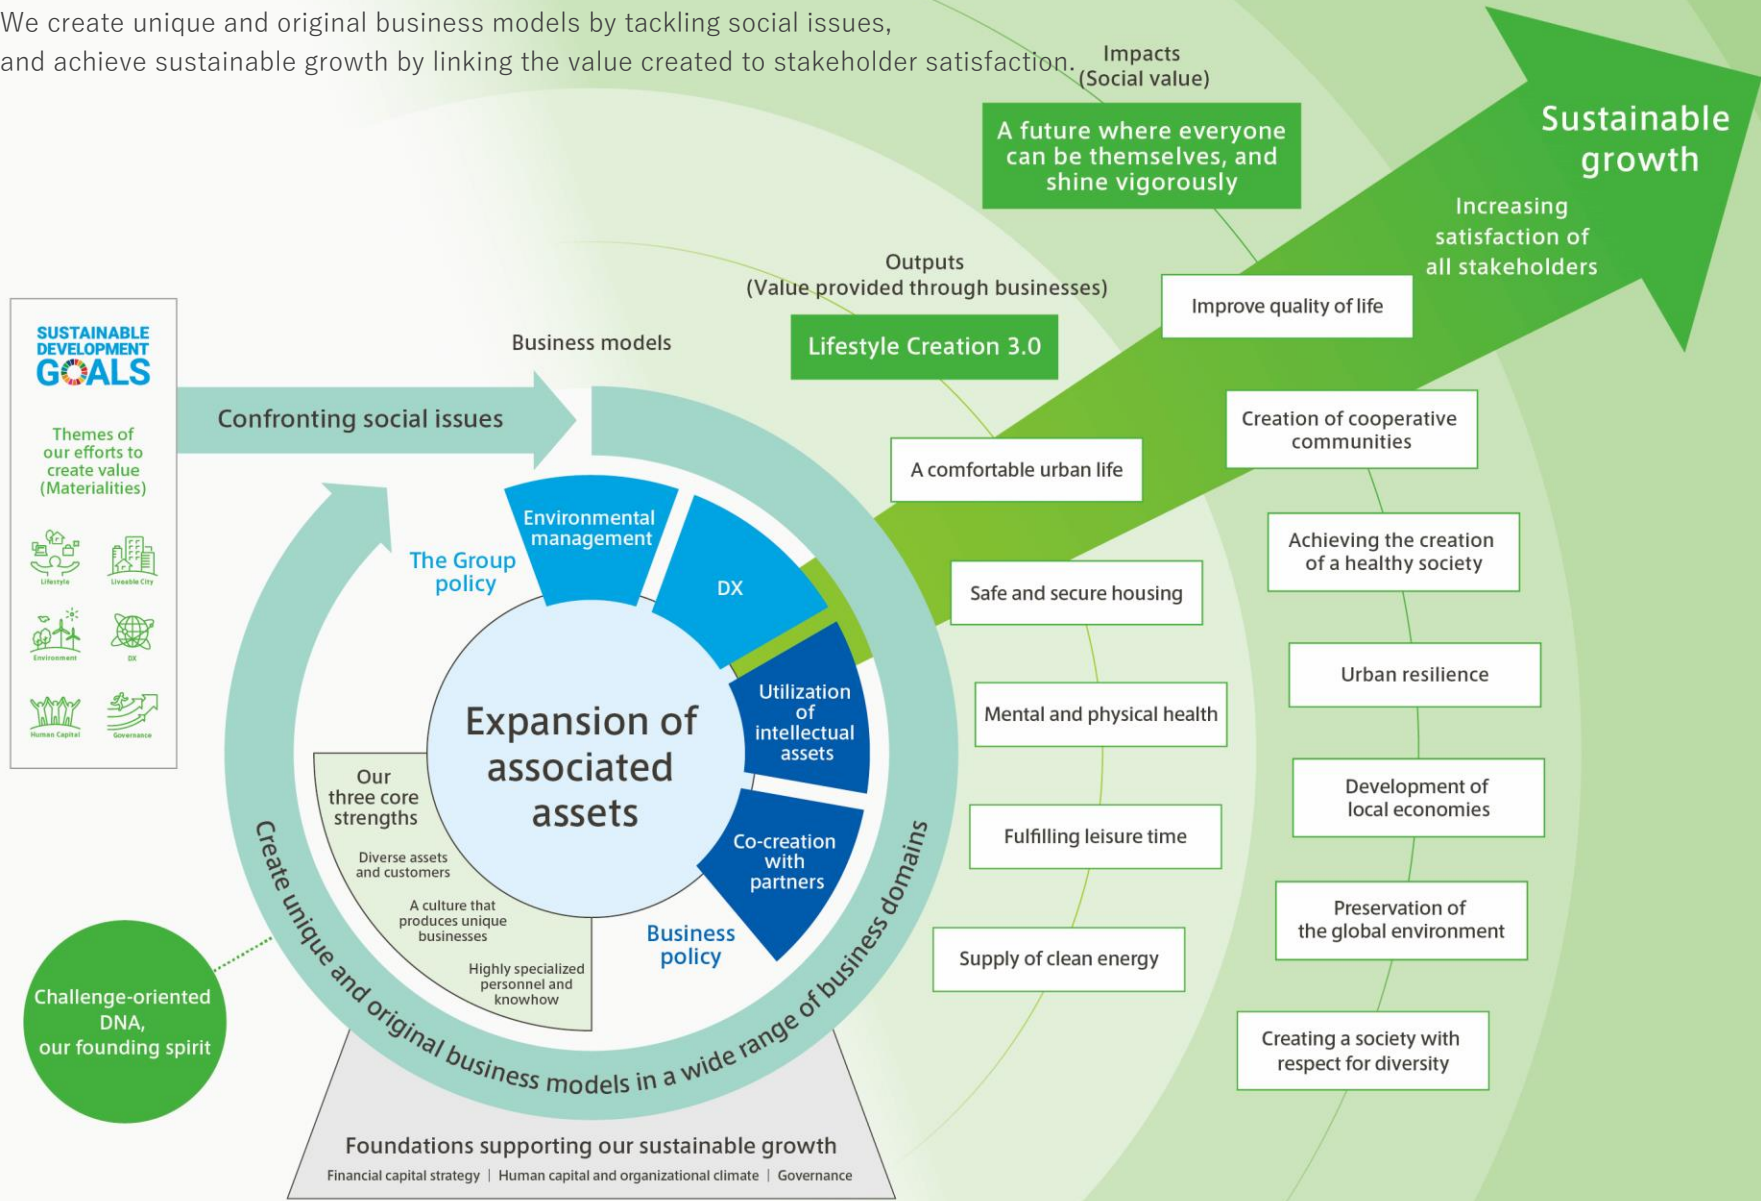 We create unique and original business models by tackling social issues,
and achieve sustainable growth by linking the value created to stakeholder satisfaction.
Impacts
(Social value)
A future where everyone
can be themselves, and
shine vigorously
Sustainable
growth
Increasing
satisfaction of
all stakeholders
Outputs
(Value provided through businesses)
Lifestyle Creation 3.0
Business models
SUSTAINABLE
DEVELOPMENT
GOALS
Themes of
our efforts to
create value
(Materialities)
Lifestyle
Liveable City
Environment
DX
Human Capital
Governance
Confronting social issues
The Group
policy
Environmental
management
DX
Utilization
of
intellectual
assets
Co-creation
with
partners
Business
policy
Expansion of
associated
assets
Our
three core
strengths
Diverse assets
and customers
A culture that
produces unique
businesses
Highly specialized
personnel and
knowhow
Create unique and original business models in a wide range of business domains
Challenge-oriented
DNA,
our founding spirit
Foundations supporting our sustainable growth
Financial capital strategy | Human capital and organizational climate | Governance
A comfortable urban life
Safe and secure housing
Mental and physical health
Fulfilling leisure time
Supply of clean energy
Improve quality of life
Creation of cooperative
communities
Achieving the creation
of a healthy society
Urban resilience
Development of
local economies
Preservation of
the global environment
Creating a society with
respect for diversity